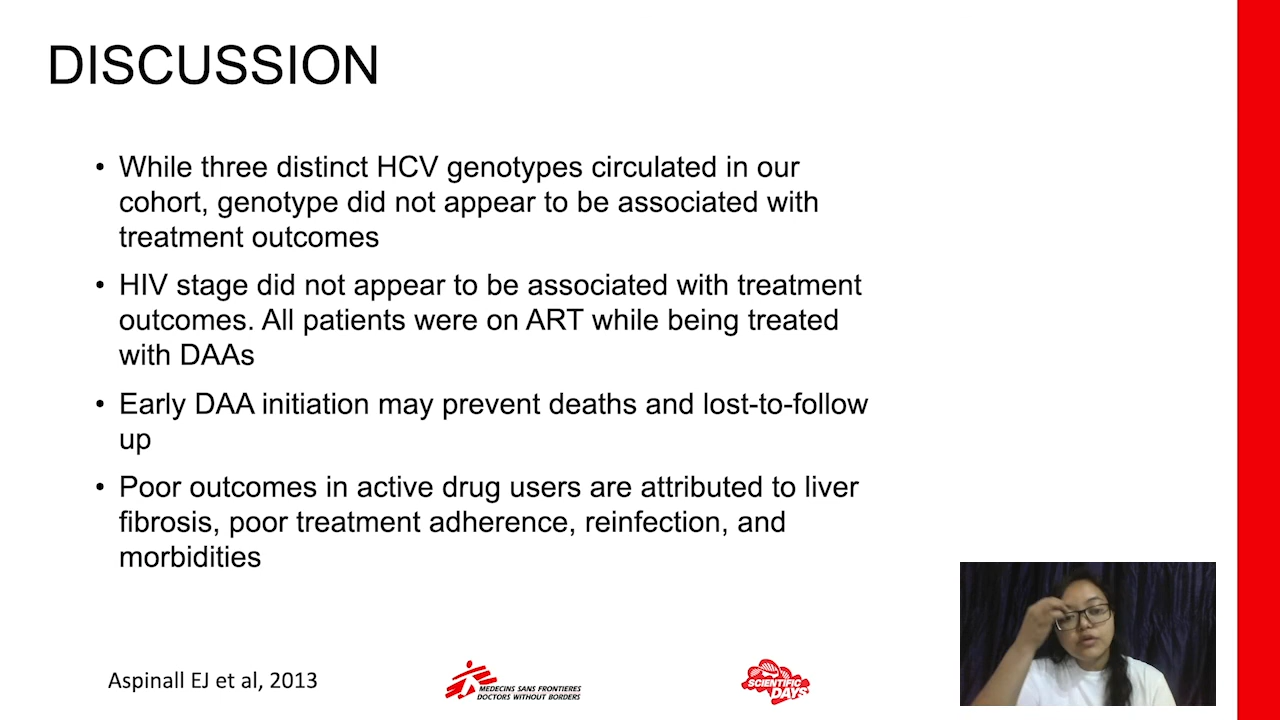 DISCUSSION
• While three distinct HCV genotypes circulated in our
cohort, genotype did not appear to be associated with
treatment outcomes
• HIV stage did not appear to be associated with treatment
outcomes. All patients were on ART while being treated
with DAAs
• Early DAA initiation may prevent deaths and lost-to-follow
up
• Poor outcomes in active drug users are attributed to liver
fibrosis, poor treatment adherence, reinfection, and
morbidities
Aspinall EJ et al, 2013
MEDECINS SANS FRONTIERES
DOCTORS WITHOUT BORDERS
SCIENTIFIC
DAYS